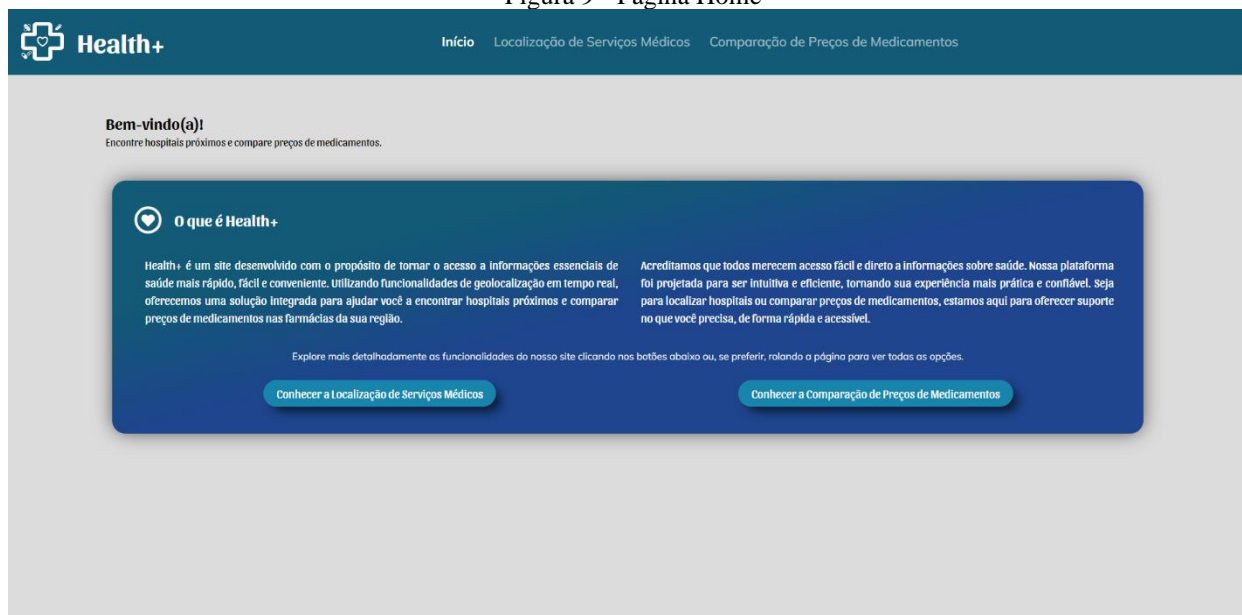 Figura 9 - Página Home
Health+
Início Localização de Serviços Médicos Comparação de Preços de Medicamentos
Bem-vindo(a)!
Encontre hospitais próximos e compare preços de medicamentos.
O que é Health+
Health+ é um site desenvolvido com o propósito de tornar o acesso a informações essenciais de
saúde mais rápido, fácil e conveniente. Utilizando funcionalidades de geolocalização em tempo real,
oferecemos uma solução integrada para ajudar você a encontrar hospitais próximos e comparar
preços de medicamentos nas farmácias da sua região.
Acreditamos que todos merecem acesso fácil e direto a informações sobre saúde. Nossa plataforma
foi projetada para ser intuitiva e eficiente, tornando sua experiência mais prática e confiável. Seja
para localizar hospitais ou comparar preços de medicamentos, estamos aqui para oferecer suporte
no que você precisa, de forma rápida e acessível.
Explore mais detalhadamente as funcionalidades do nosso site clicando nos botões abaixo ou, se preferir, rolando a página para ver todas as opções.
Conhecer a Localização de Serviços Médicos
Conhecer a Comparação de Preços de Medicamentos